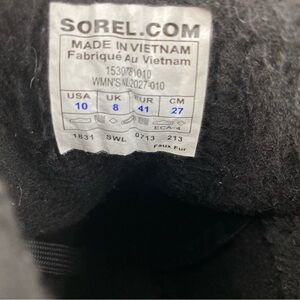 SOREL.COM
MADE IN VIETNAM
Fabriqué Au Vietnam
1530781010
WMN'S NL2027-010
USA UK EUR CM
10 8 41 27
ECA-4
1831 SWL 0713 213
Faux Fur